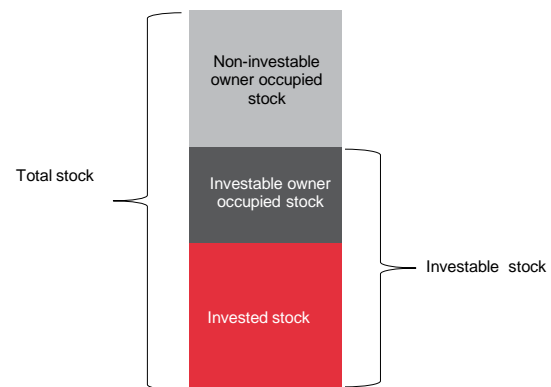 Non-investable
owner occupied
stock
Total stock
Investable owner
occupied stock
Investable stock
Invested stock